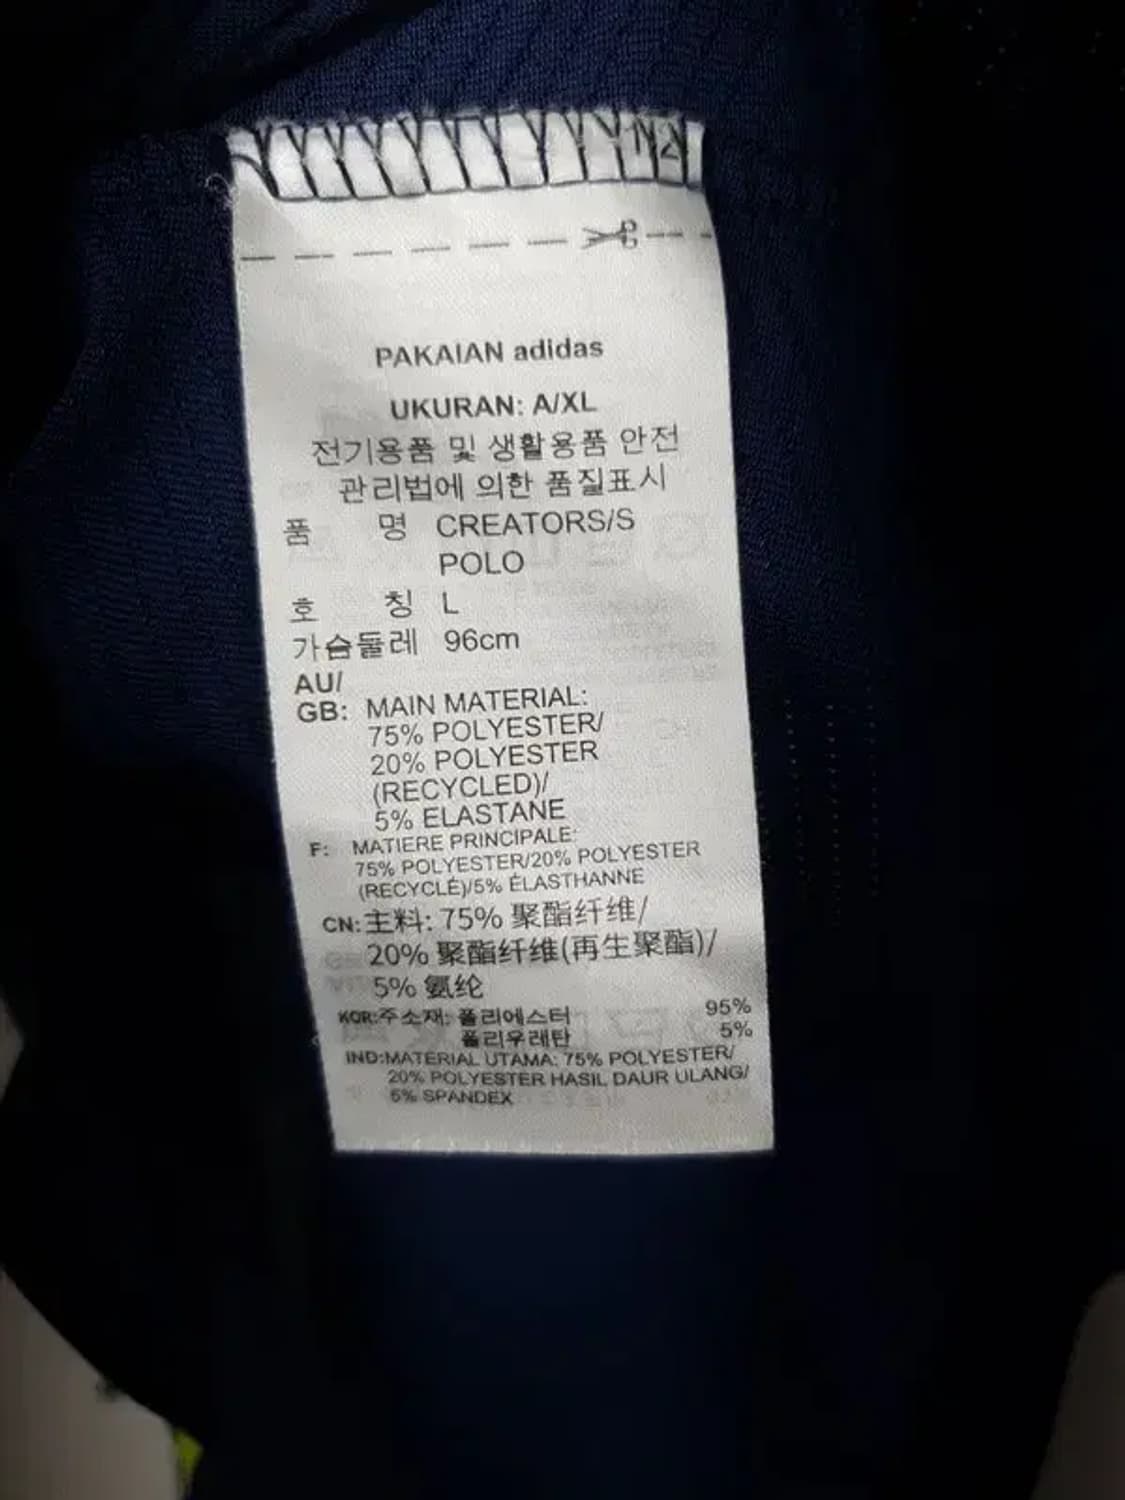 12
PAKAIAN adidas
UKURAN: A/XL
전기용품 및 생활용품 안전
관리법에 의한 품질표시
품 명 CREATORS/S
POLO
호 칭 L
가슴둘레 96cm
AU/
GB: MAIN MATERIAL:
75% POLYESTER/
20% POLYESTER
(RECYCLED)/
5% ELASTANE
F: MATIERE PRINCIPALE:
75% POLYESTER/20% POLYESTER
(RECYCLÉ)/5% ÉLASTHANNE
CN: 主料: 75% 聚酯纤维/
20% 聚酯纤维(再生聚酯)/
5% 氨纶
KOR:주소재: 폴리에스터 95%
폴리우레탄 5%
IND:MATERIAL UTAMA: 75% POLYESTER/
20% POLYESTER HASIL DAUR ULANG/
5% SPANDEX